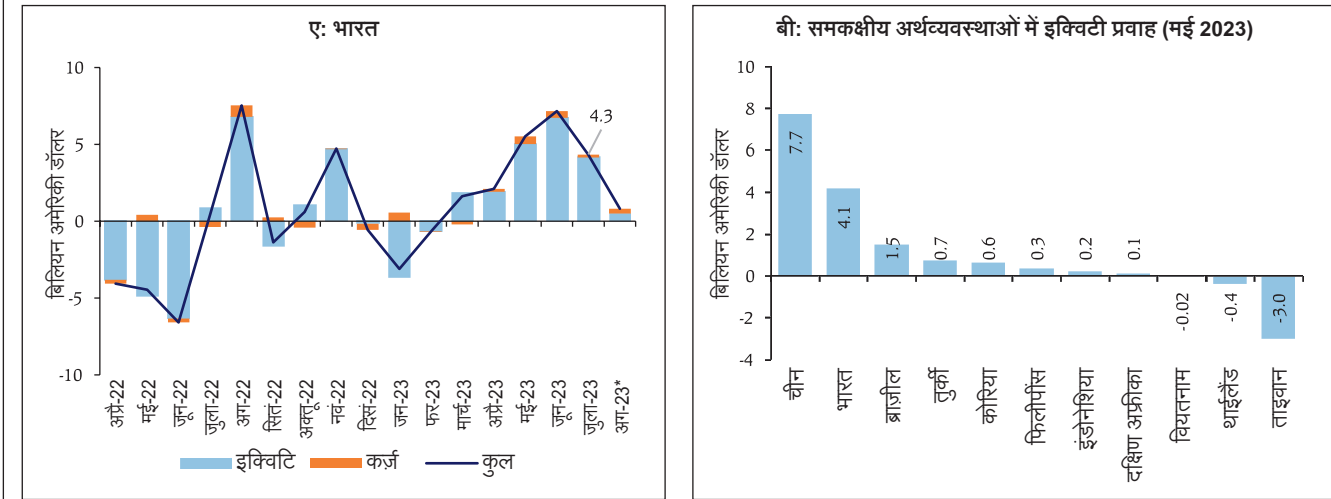 ए: भारत
बिलियन अमेरिकी डॉलर
10
5
0
-5
-10
4.3
अप्रै-22
मई-22
जून-22
जुला-22
अग-22
सितं-22
अक्तू-22
नवं-22
दिसं-22
जन-23
फर-23
मार्च-23
अप्रै-23
मई-23
जून-23
जुला-23
अग-23*
इक्विटि
कर्ज़
कुल
बी: समकक्षीय अर्थव्यवस्थाओं में इक्विटी प्रवाह (मई 2023)
बिलियन अमेरिकी डॉलर
10
8
6
4
2
0
-2
-4
7.7
4.1
1.5
0.7
0.6
0.3
0.2
0.1
-0.02
-0.4
-3.0
चीन
भारत
ब्राज़ील
तुर्की
कोरिया
फिलीपींस
इंडोनेशिया
दक्षिण अफ्रीका
वियतनाम
थाईलैंड
ताइवान